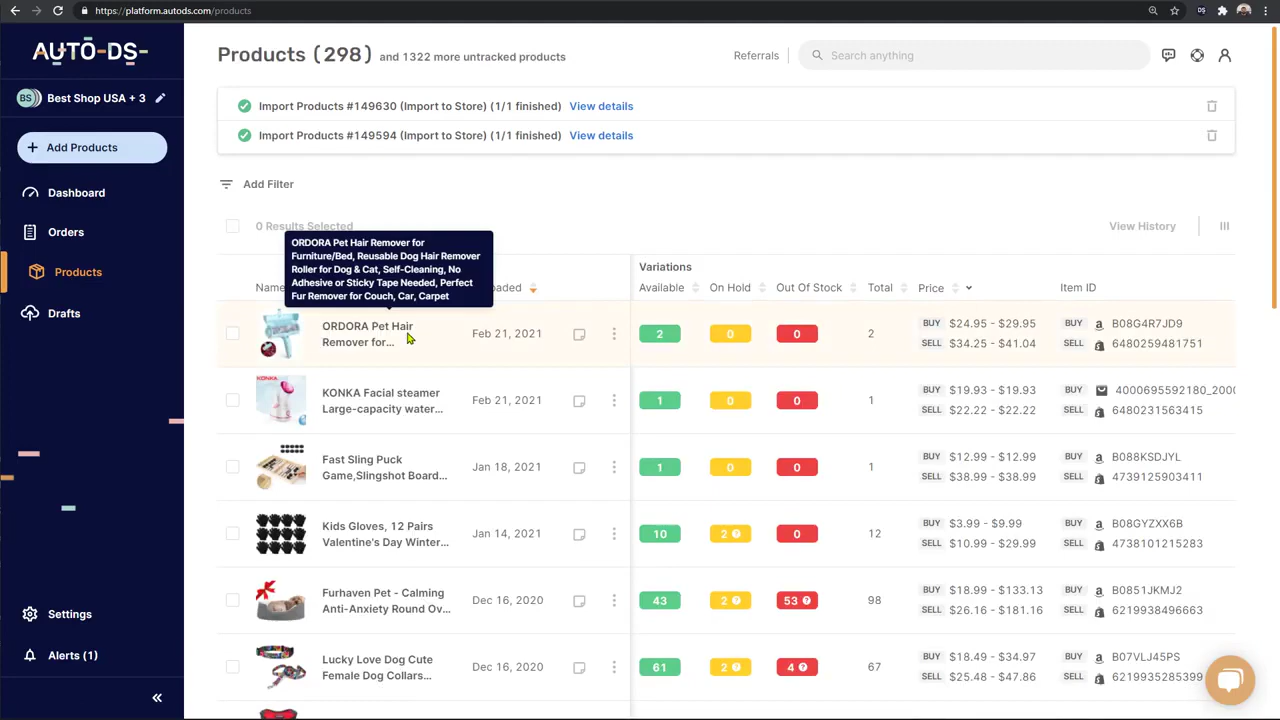 https://platform.autods.com/products
AUTO-DS-
BS Best Shop USA + 3
+ Add Products
Dashboard
Orders
Products
Drafts
Settings
Alerts (1)
Products (298) and 1322 more untracked products
Referrals
Search anything
Import Products #149630 (Import to Store) (1/1 finished) View details
Import Products #149594 (Import to Store) (1/1 finished) View details
Add Filter
0 Results Selected
View History
ORDORA Pet Hair Remover for
Furniture/Bed, Reusable Dog Hair Remover
Roller for Dog & Cat, Self-Cleaning, No
Adhesive or Sticky Tape Needed, Perfect
Fur Remover for Couch, Car, Carpet
Variations
Available On Hold Out Of Stock Total Price Item ID
ORDORA Pet Hair
Remover for...
Feb 21, 2021
2 0 0 2
BUY $24.95 - $29.95
SELL $34.25 - $41.04
BUY B08G4R7JD9
SELL 6480259481751
KONKA
KONKA Facial steamer
Large-capacity water...
Feb 21, 2021
1 0 0 1
BUY $19.93 - $19.93
SELL $22.22 - $22.22
BUY 4000695592180_2000
SELL 6480231563415
Fast Sling Puck
Game,Slingshot Board...
Jan 18, 2021
1 0 0 1
BUY $12.99 - $12.99
SELL $38.99 - $38.99
BUY B088KSDJYL
SELL 4739125903411
Kids Gloves, 12 Pairs
Valentine's Day Winter...
Jan 14, 2021
10 2 0 12
BUY $3.99 - $9.99
SELL $10.99 - $29.99
BUY B08GYZXX6B
SELL 4738101215283
Furhaven Pet - Calming
Anti-Anxiety Round Ov...
Dec 16, 2020
43 2 53 98
BUY $18.99 - $133.13
SELL $26.16 - $181.16
BUY B0851JKMJ2
SELL 6219938496663
Lucky Love Dog Cute
Female Dog Collars...
Dec 16, 2020
61 2 4 67
BUY $18.49 - $34.97
SELL $25.48 - $47.86
BUY B07VLJ45PS
SELL 6219935285399